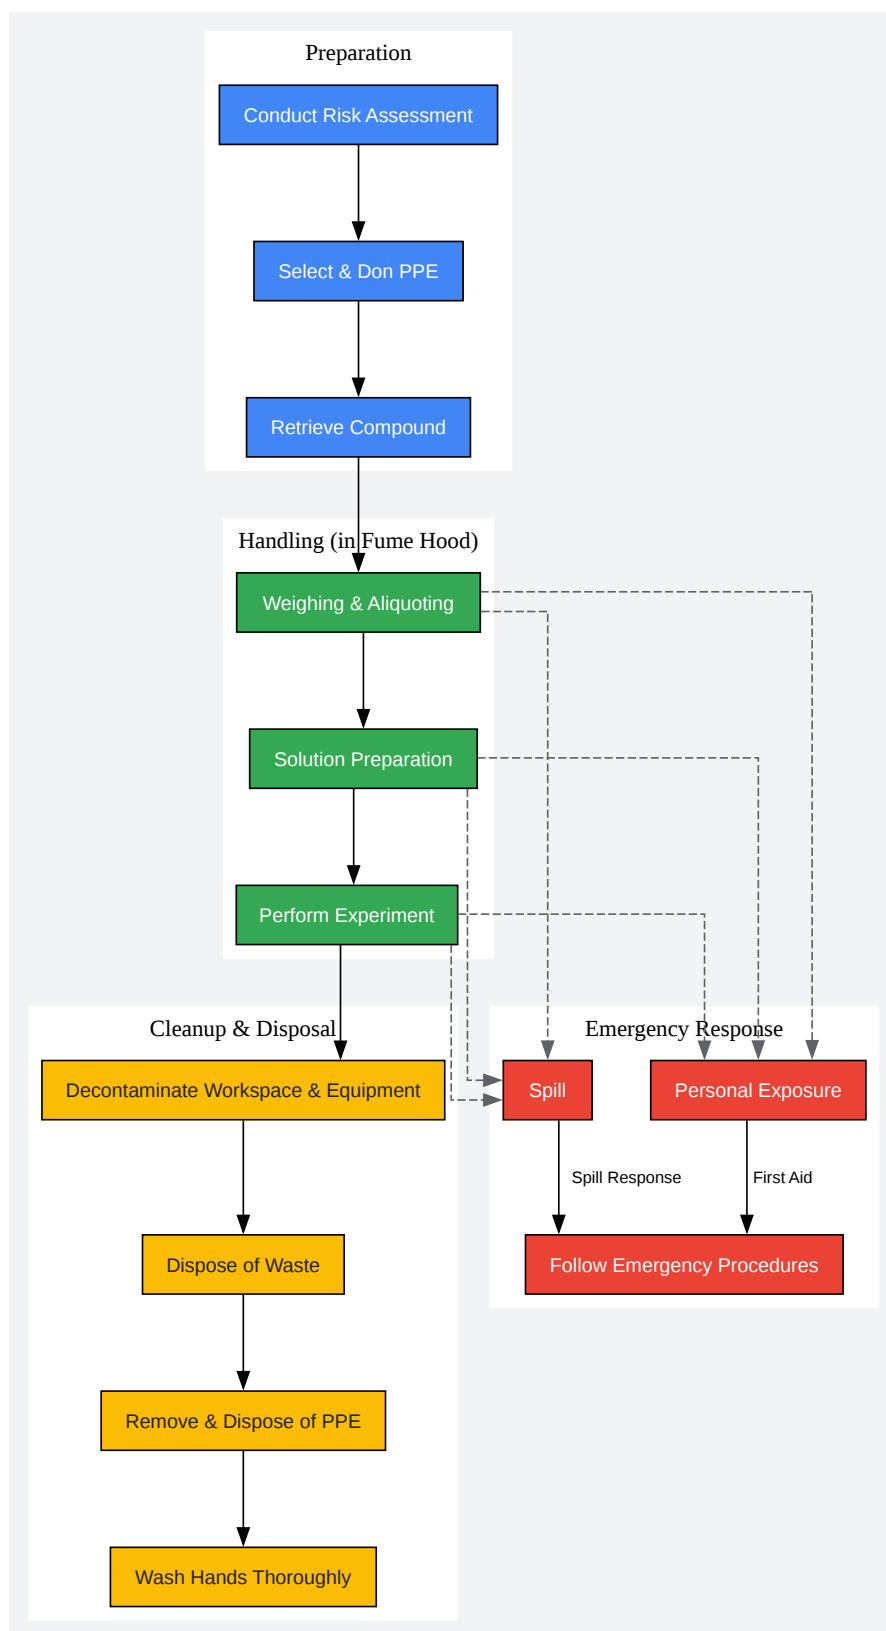 Preparation
Conduct Risk Assessment
Select & Don PPE
Retrieve Compound
Handling (in Fume Hood)
Weighing & Aliquoting
Solution Preparation
Perform Experiment
Cleanup & Disposal
Decontaminate Workspace & Equipment
Dispose of Waste
Remove & Dispose of PPE
Wash Hands Thoroughly
Emergency Response
Spill
Personal Exposure
Spill Response
First Aid
Follow Emergency Procedures